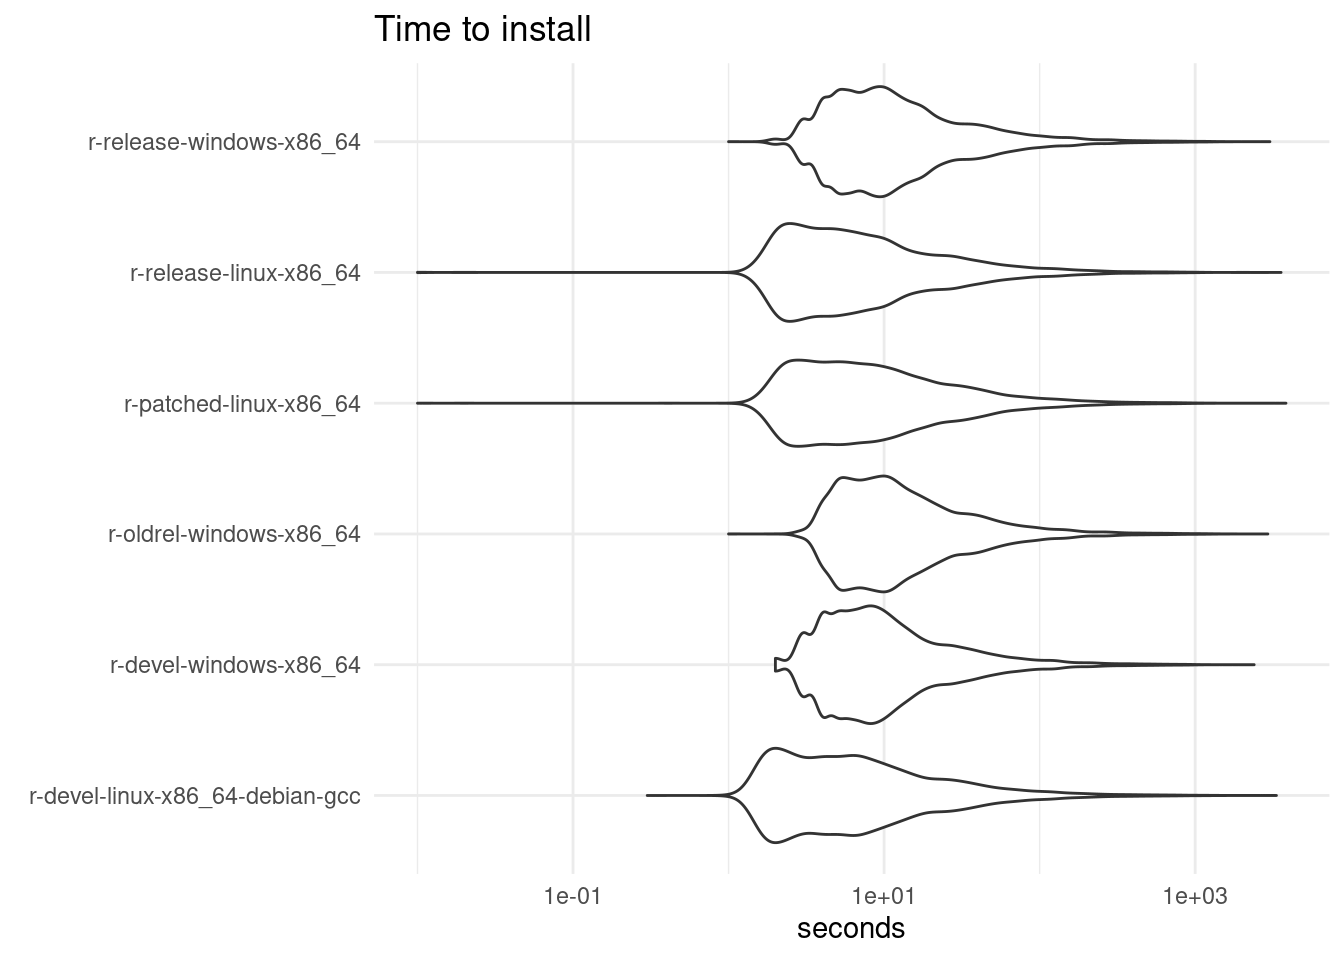 Time to install
r-release-windows-x86_64
r-release-linux-x86_64
r-patched-linux-x86_64
r-oldrel-windows-x86_64
r-devel-windows-x86_64
r-devel-linux-x86_64-debian-gcc
1e-01 1e+01 1e+03
seconds